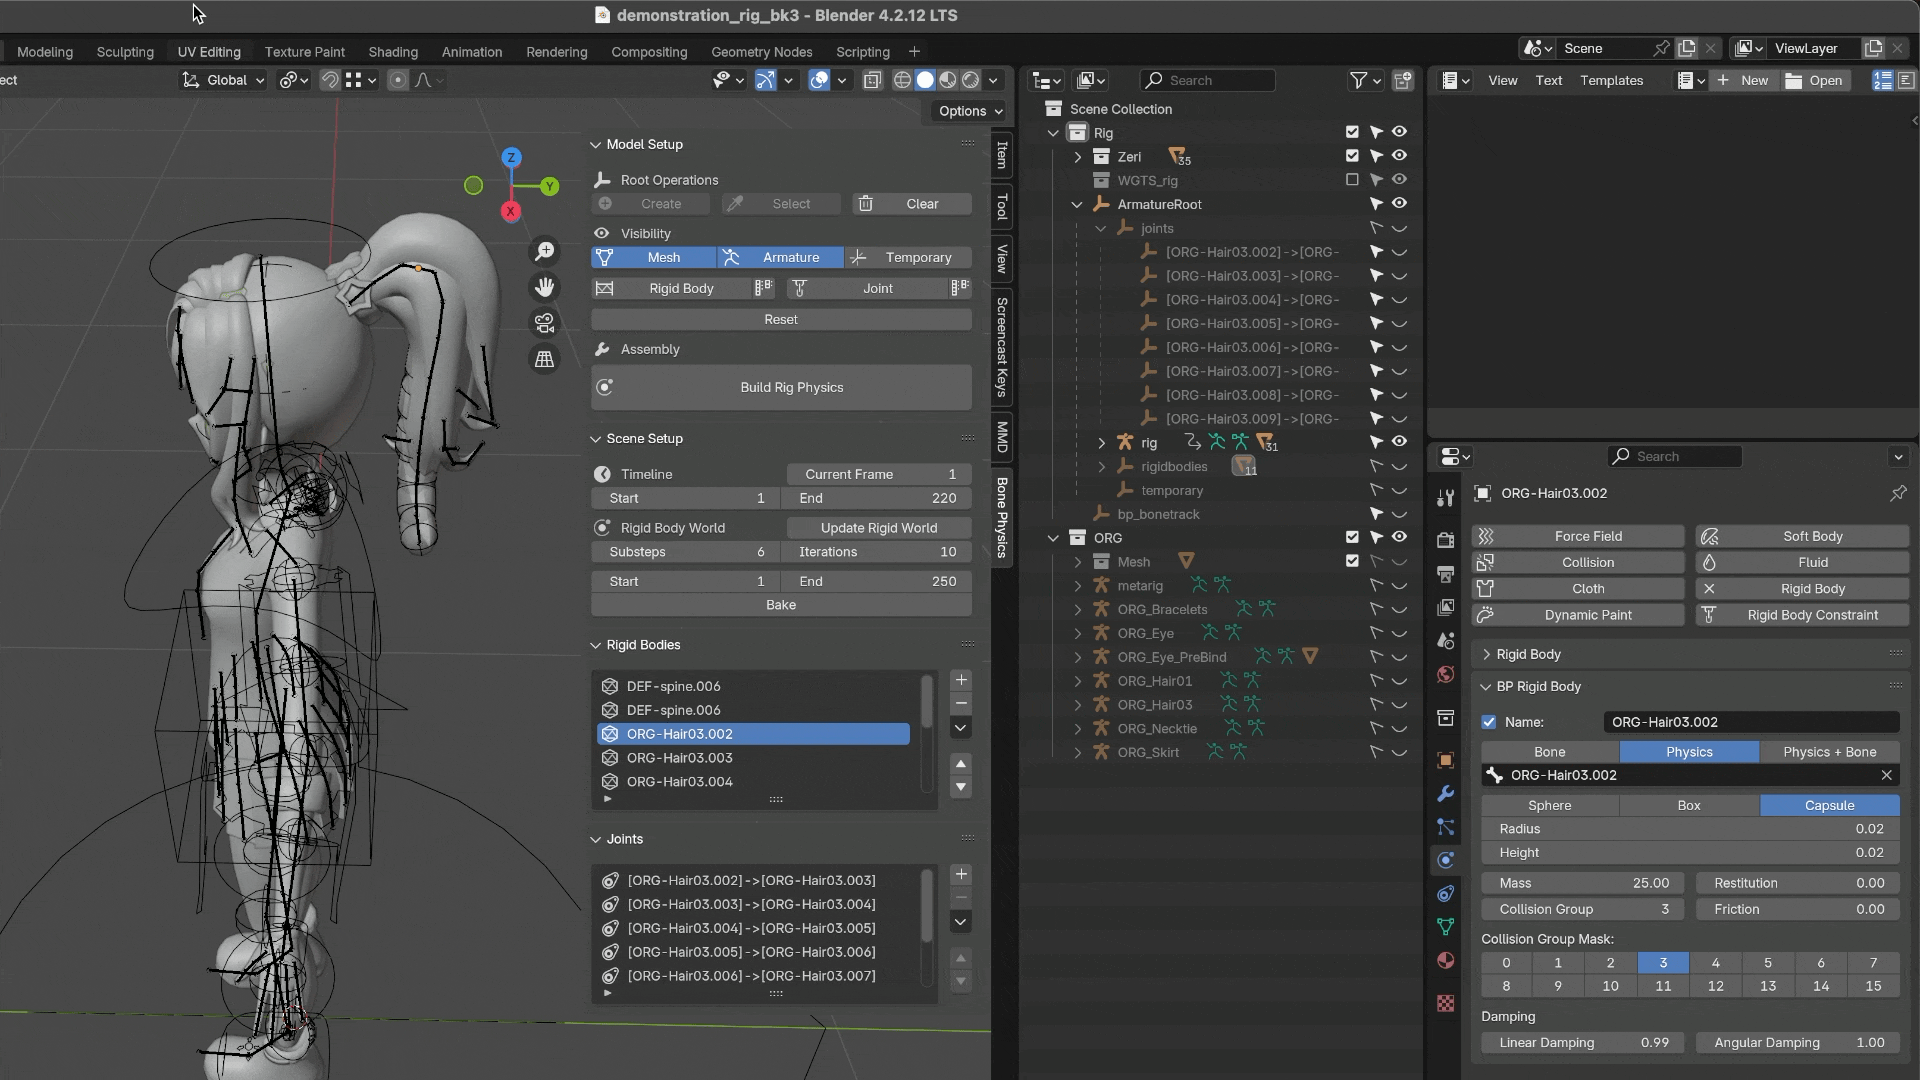 demonstration_rig_bk3 - Blender 4.2.12 LTS
Modeling Sculpting UV Editing Texture Paint Shading Animation Rendering Compositing Geometry Nodes Scripting
Scene
ViewLayer
ect
Global
Options
Z
Y
X
Model Setup
Root Operations
Create Select Clear
Visibility
Mesh Armature Temporary
Rigid Body Joint
Reset
Assembly
Build Rig Physics
Scene Setup
Timeline Current Frame 1
Start 1 End 220
Rigid Body World Update Rigid World
Substeps 6 Iterations 10
Start 1 End 250
Bake
Rigid Bodies
DEF-spine.006
DEF-spine.006
ORG-Hair03.002
ORG-Hair03.003
ORG-Hair03.004
Joints
[ORG-Hair03.002]->[ORG-Hair03.003]
[ORG-Hair03.003]->[ORG-Hair03.004]
[ORG-Hair03.004]->[ORG-Hair03.005]
[ORG-Hair03.005]->[ORG-Hair03.006]
[ORG-Hair03.006]->[ORG-Hair03.007]
Item
Tool
View
Screencast Keys
MMD
Bone Physics
Search
Scene Collection
Rig
Zeri 35
WGTS_rig
ArmatureRoot
joints
[ORG-Hair03.002]->[ORG-
[ORG-Hair03.003]->[ORG-
[ORG-Hair03.004]->[ORG-
[ORG-Hair03.005]->[ORG-
[ORG-Hair03.006]->[ORG-
[ORG-Hair03.007]->[ORG-
[ORG-Hair03.008]->[ORG-
[ORG-Hair03.009]->[ORG-
rig 31
rigidbodies 11
temporary
bp_bonetrack
ORG
Mesh
metarig
ORG_Bracelets
ORG_Eye
ORG_Eye_PreBind
ORG_Hair01
ORG_Hair03
ORG_Necktie
ORG_Skirt
View Text Templates New Open
Search
ORG-Hair03.002
Force Field Soft Body
Collision Fluid
Cloth Rigid Body
Dynamic Paint Rigid Body Constraint
Rigid Body
BP Rigid Body
Name: ORG-Hair03.002
Bone Physics Physics + Bone
ORG-Hair03.002
Sphere Box Capsule
Radius 0.02
Height 0.02
Mass 25.00 Restitution 0.00
Collision Group 3 Friction 0.00
Collision Group Mask:
0 1 2 3 4 5 6 7
8 9 10 11 12 13 14 15
Damping
Linear Damping 0.99 Angular Damping 1.00